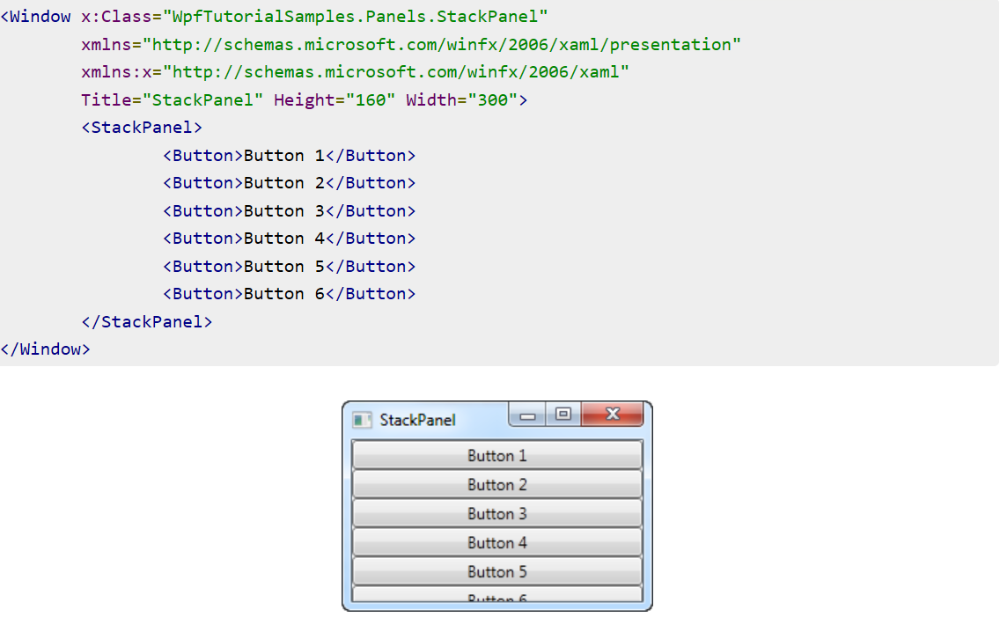 <Window x:Class="WpfTutorialSamples.Panels.StackPanel"
        xmlns="http://schemas.microsoft.com/winfx/2006/xaml/presentation"
        xmlns:x="http://schemas.microsoft.com/winfx/2006/xaml"
        Title="StackPanel" Height="160" Width="300">
        <StackPanel>
                <Button>Button 1</Button>
                <Button>Button 2</Button>
                <Button>Button 3</Button>
                <Button>Button 4</Button>
                <Button>Button 5</Button>
                <Button>Button 6</Button>
        </StackPanel>
</Window>
StackPanel
Button 1
Button 2
Button 3
Button 4
Button 5
Button 6